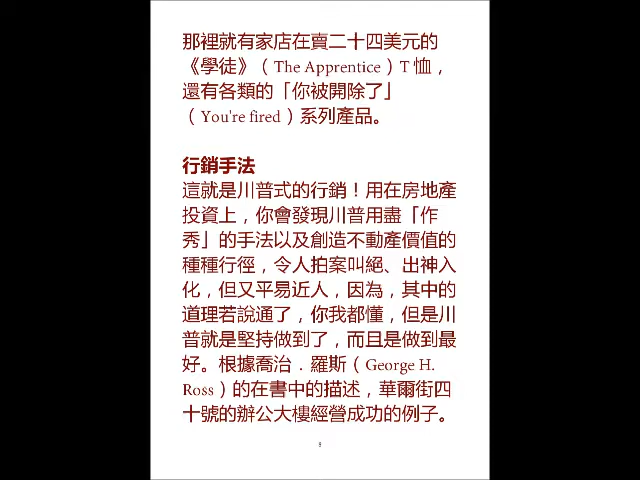 那裡就有家店在賣二十四美元的
《學徒》（The Apprentice）T 恤，
還有各類的「你被開除了」
（You're fired）系列產品。
行銷手法
這就是川普式的行銷！用在房地產
投資上，你會發現川普用盡「作
秀」的手法以及創造不動產價值的
種種行徑，令人拍案叫絕、出神入
化，但又平易近人，因為，其中的
道理若說通了，你我都懂，但是川
普就是堅持做到了，而且是做到最
好。根據喬治．羅斯（George H.
Ross）的在書中的描述，華爾街四
十號的辦公大樓經營成功的例子。